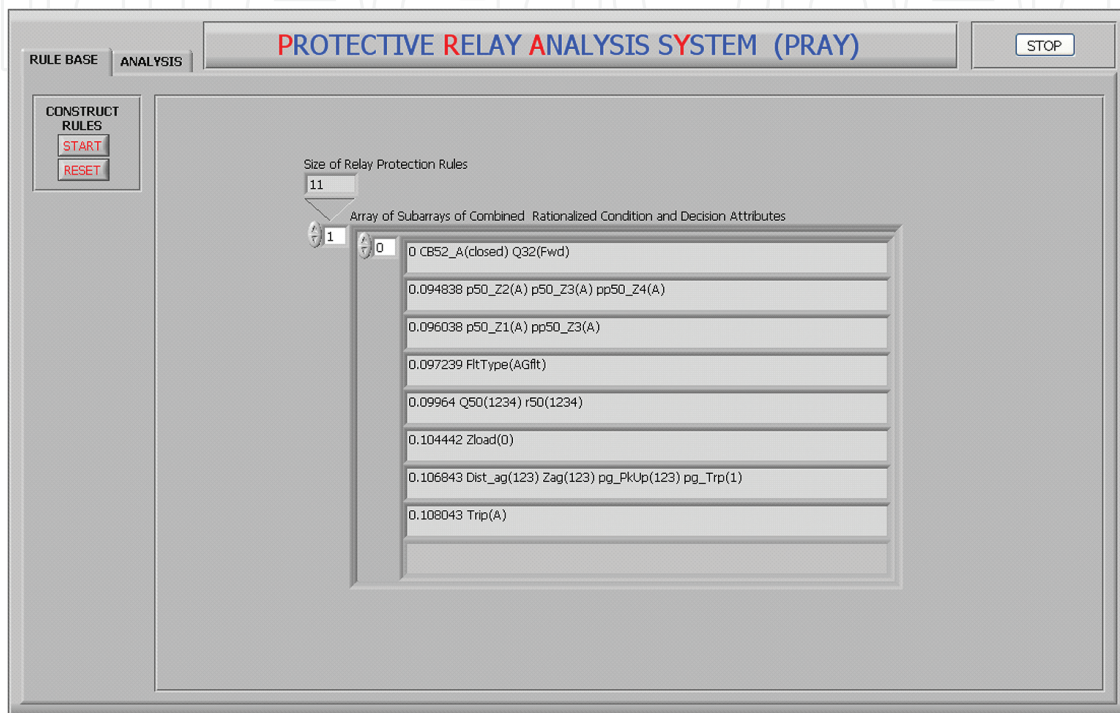 PROTECTIVE RELAY ANALYSIS SYSTEM (PRAY)
STOP
RULE BASE
ANALYSIS
CONSTRUCT
RULES
START
RESET
Size of Relay Protection Rules
11
Array of Subarrays of Combined Rationalized Condition and Decision Attributes
1
0
0 CB52_A(closed) Q32(Fwd)
0.094838 p50_Z2(A) p50_Z3(A) pp50_Z4(A)
0.096038 p50_Z1(A) pp50_Z3(A)
0.097239 FltType(AGflt)
0.09964 Q50(1234) r50(1234)
0.104442 Zload(0)
0.106843 Dist_ag(123) Zag(123) pg_PkUp(123) pg_Trp(1)
0.108043 Trip(A)